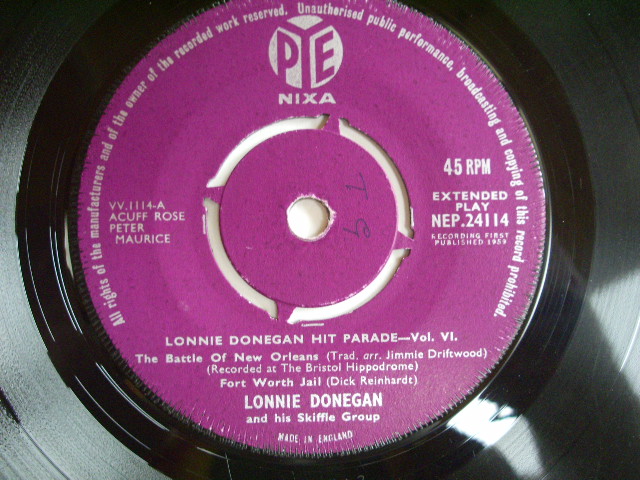 All rights of the manufacturers and of the owner of the recorded work reserved. Unauthorised public performance, broadcasting and copying of this record prohibited.
PYE
NIXA
45 RPM
EXTENDED
PLAY
NEP.24114
RECORDING FIRST
PUBLISHED 1959
VV.1114-A
ACUFF ROSE
PETER
MAURICE
LONNIE DONEGAN HIT PARADE—Vol. VI.
The Battle Of New Orleans (Trad. arr. Jimmie Driftwood)
(Recorded at The Bristol Hippodrome)
Fort Worth Jail (Dick Reinhardt)
LONNIE DONEGAN
and his Skiffle Group
MADE IN ENGLAND